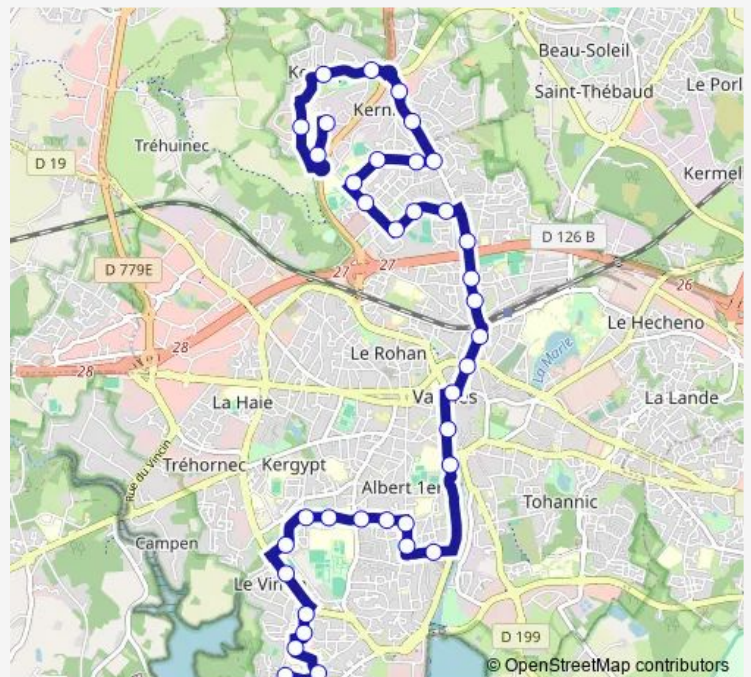 Beau-Soleil
Saint-Thébaud
Le Porl
Kern.
Tréhuinec
D 19
Kermel
D 126 B
D 779E
27
27
26
28
28
Le Hecheno
La Marle
Le Rohan
La Haie
La Lande
Rue du Vincin
Tréhornec
Kergypt
Albert 1er
Tohannic
Campen
Le Vin
D 199
© OpenStreetMap contributors